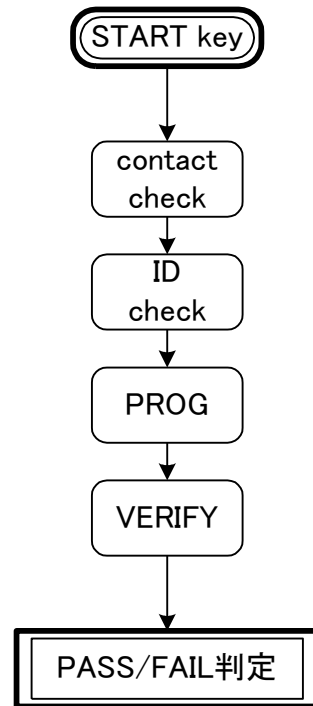 START key
contact
check
ID
check
PROG
VERIFY
PASS/FAIL判定